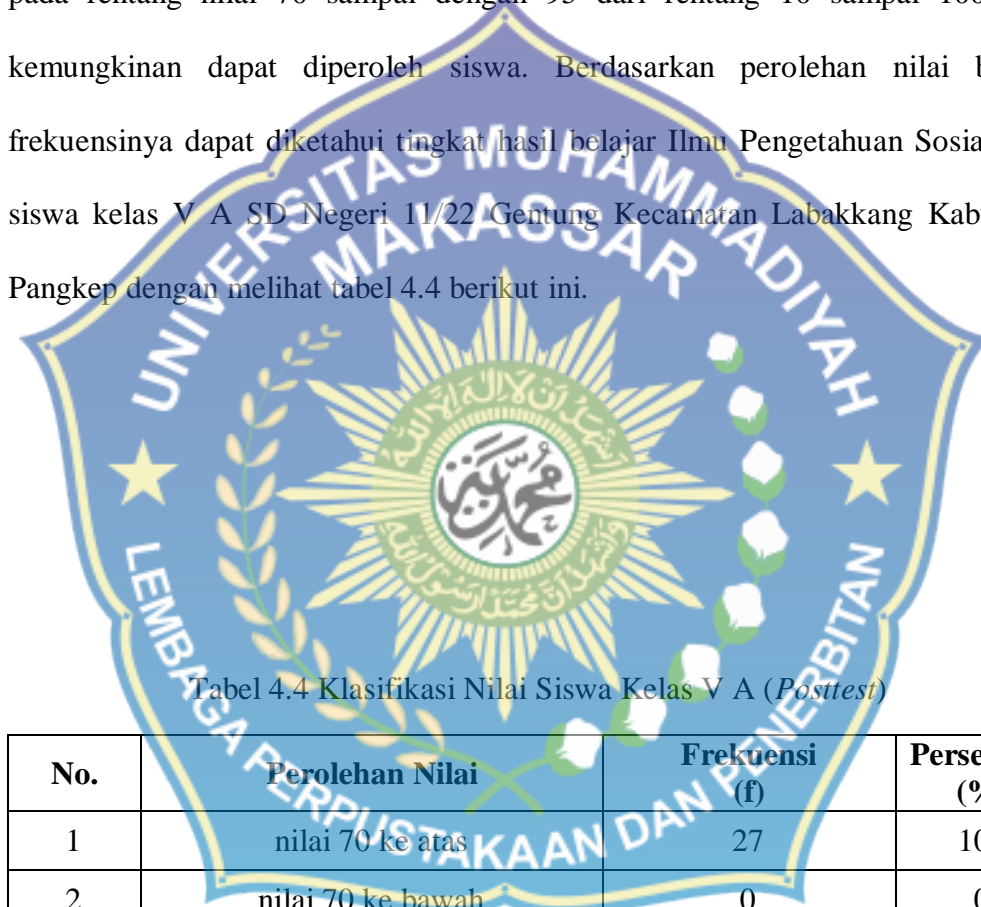 pada rentang nilai 70 sampai dengan 95 dari rentang 10 sampai 100
kemungkinan dapat diperoleh siswa. Berdasarkan perolehan nilai b
frekuensinya dapat diketahui tingkat hasil belajar Ilmu Pengetahuan Sosia
siswa kelas V A SD Negeri 11/22 Gentung Kecamatan Labakkang Kab
Pangkep dengan melihat tabel 4.4 berikut ini.
UNIVERSITAS MUHAMMADIYAH
MAKASSAR
محمدية
LEMBAGA PERPUSTAKAAN DAN PENERBITAN
Tabel 4.4 Klasifikasi Nilai Siswa Kelas V A (Posttest)
No. Perolehan Nilai Frekuensi (f) Perse (%
1 nilai 70 ke atas 27 10
2 nilai 70 ke bawah 0 0